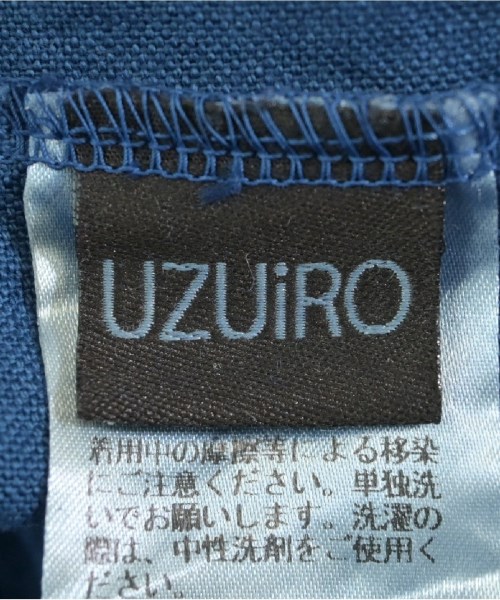 UZUiRO
着用中の摩擦等による移染
にご注意ください。単独洗
いでお願いします。洗濯の
際は、中性洗剤をご使用く
ださい。